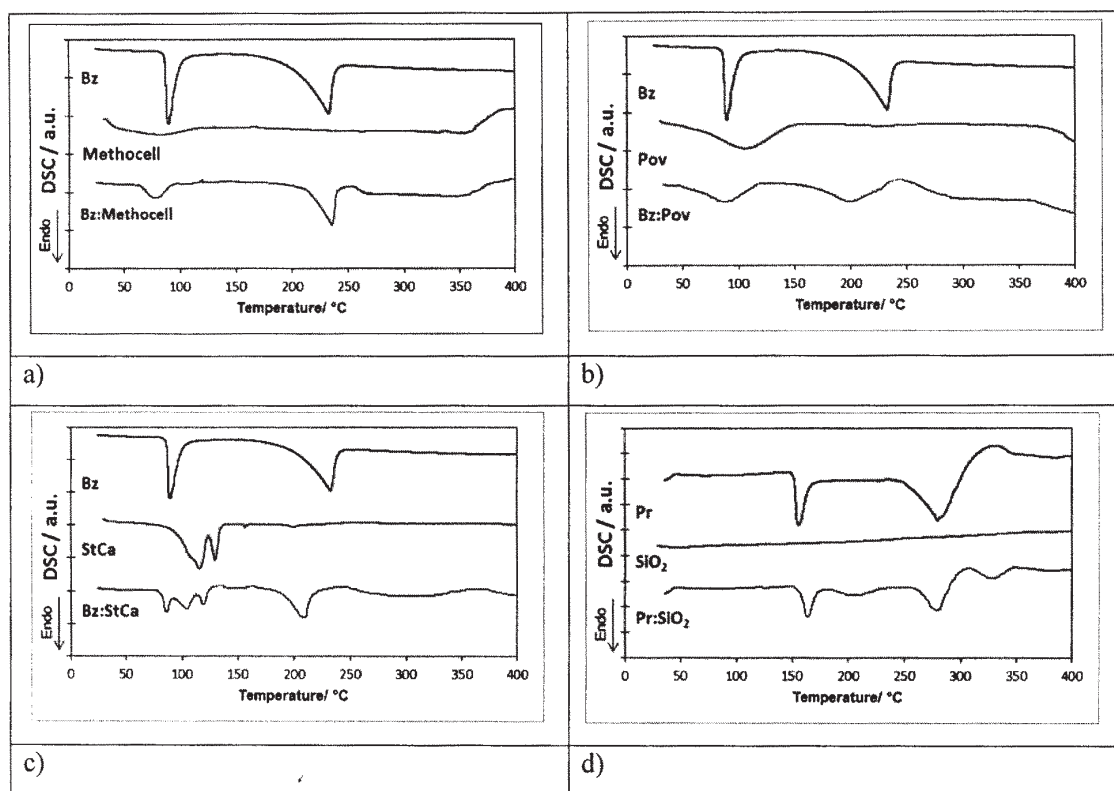 DSC / a.u.
Endo
Bz
Methocell
Bz:Methocell
0 50 100 150 200 250 300 350 400
Temperature/ °C
DSC / a.u.
Endo
Bz
Pov
Bz:Pov
0 50 100 150 200 250 300 350 400
Temperature/ °C
a)
b)
DSC / a.u.
Endo
Bz
StCa
Bz:StCa
0 50 100 150 200 250 300 350 400
Temperature/ °C
DSC / a.u.
Endo
Pr
SiO₂
Pr:SiO₂
0 50 100 150 200 250 300 350 400
Temperature/ °C
c)
d)